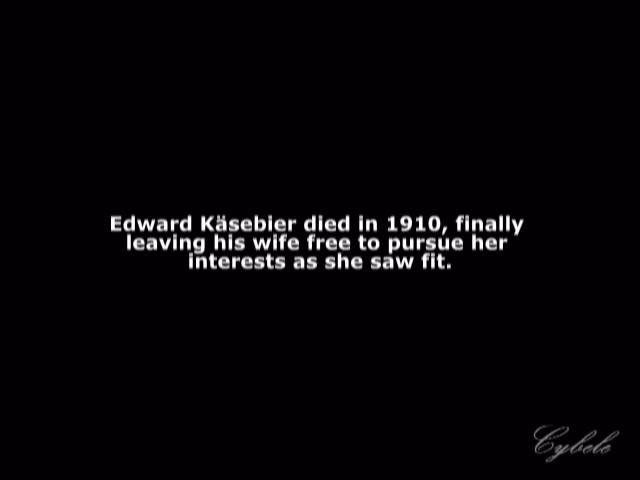 Edward Käsebier died in 1910, finally
leaving his wife free to pursue her
interests as she saw fit.
Cybele